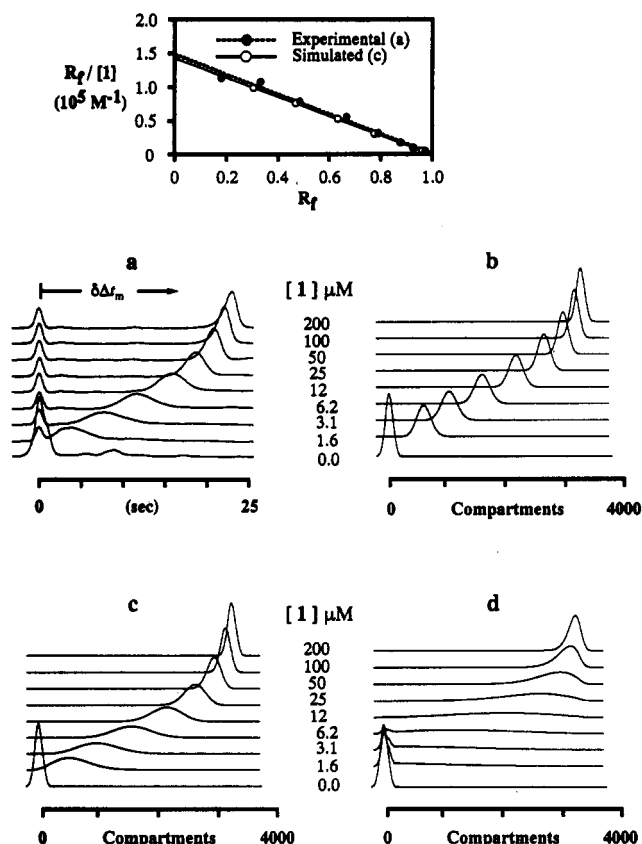 2.0
1.5
1.0
0.5
0
R_f / [1]
(10^5 M^-1)
Experimental (a)
Simulated (c)
0 0.2 0.4 0.6 0.8 1.0
R_f
a
δΔt_m
[1] μM
200
100
50
25
12
6.2
3.1
1.6
0.0
b
0 (sec) 25
0 Compartments 4000
c
[1] μM
200
100
50
25
12
6.2
3.1
1.6
0.0
d
0 Compartments 4000
0 Compartments 4000